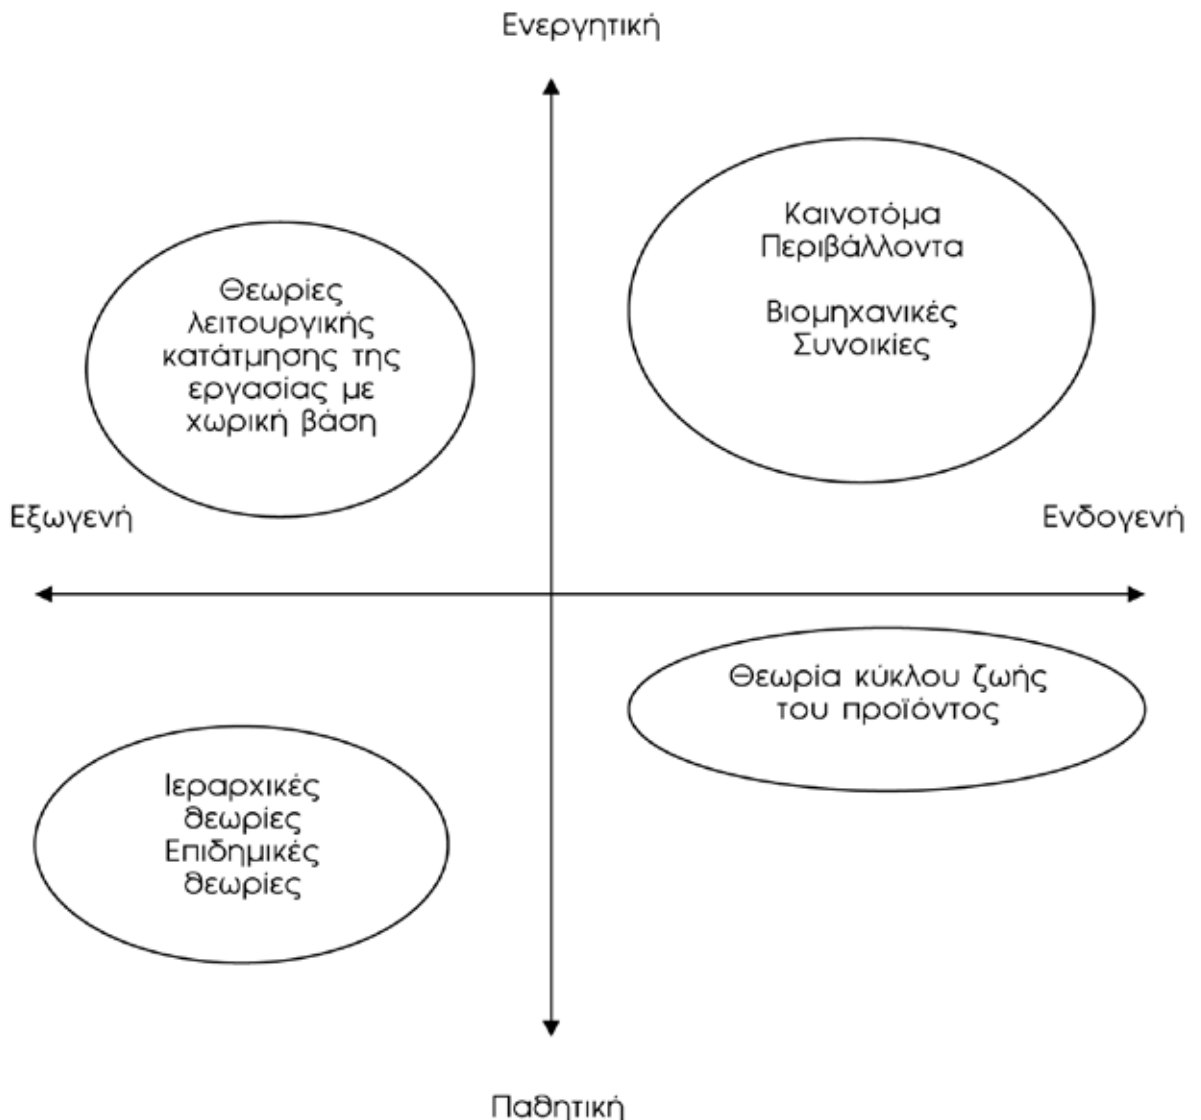 Ενεργητική
Καινοτόμα
Περιβάλλοντα
Βιομηχανικές
Συνοικίες
Θεωρίες
λειτουργικής
κατάτμησης της
εργασίας με
χωρική βάση
Εξωγενή
Ενδογενή
Θεωρία κύκλου ζωής
του προϊόντος
Ιεραρχικές
θεωρίες
Επιδημικές
θεωρίες
Παθητική